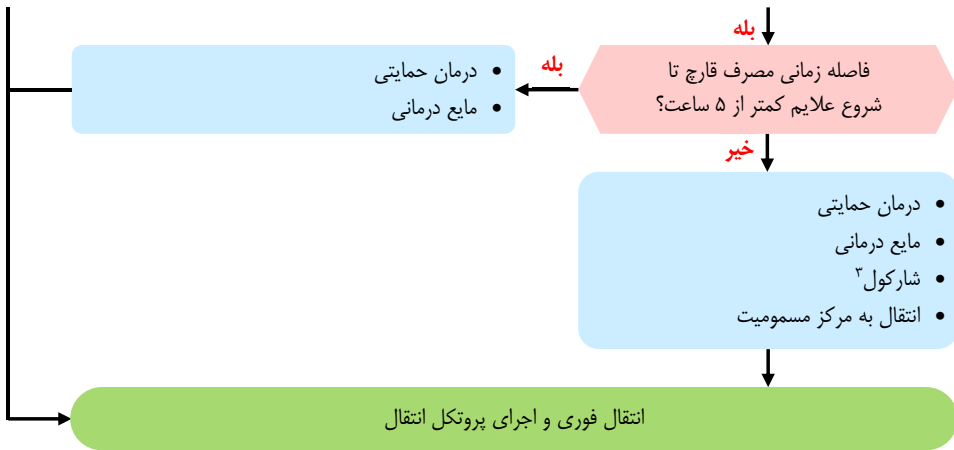 بله
فاصله زمانی مصرف قارچ تا
شروع علایم کمتر از ۵ ساعت؟
بله
• درمان حمایتی
• مایع درمانی
خیر
• درمان حمایتی
• مایع درمانی
• شارکول۳
• انتقال به مرکز مسمومیت
انتقال فوری و اجرای پروتکل انتقال